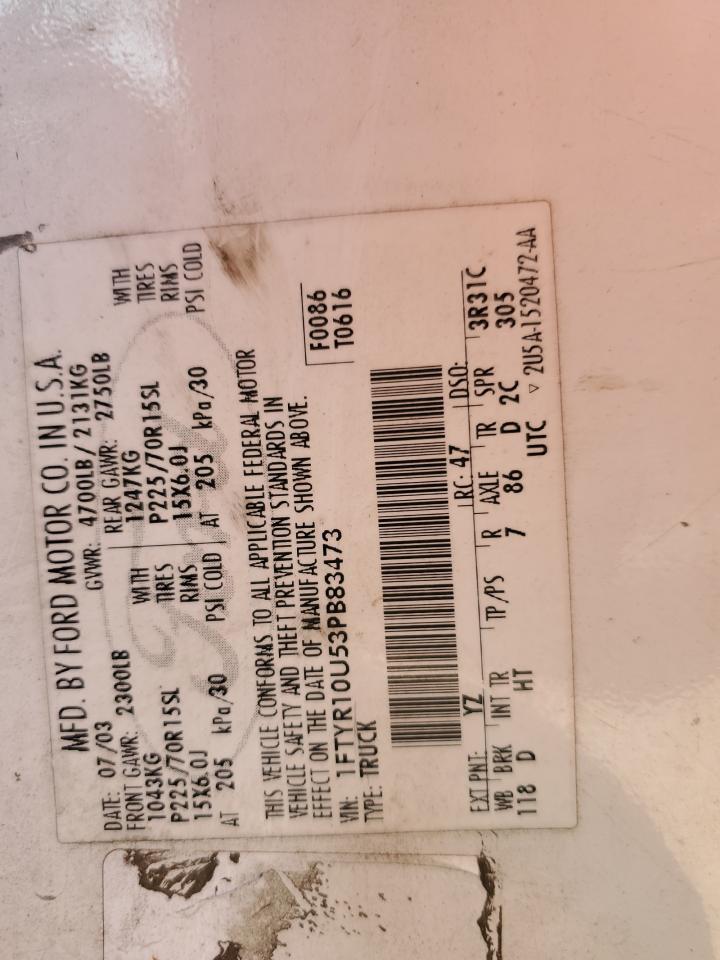 MFD. BY FORD MOTOR CO. IN U.S.A.
DATE: 07/03 GVWR: 4700LB/ 2131KG
FRONT GAWR: 2300LB REAR GAWR: 2750LB
1043KG WITH 1247KG WITH
P225/70R15SL TIRES P225/70R15SL TIRES
15X6.0J RIMS 15X6.0J RIMS
AT 205 kPa/30 PSI COLD AT 205 kPa/30 PSI COLD
THIS VEHICLE CONFORMS TO ALL APPLICABLE FEDERAL MOTOR
VEHICLE SAFETY AND THEFT PREVENTION STANDARDS IN
EFFECT ON THE DATE OF MANUFACTURE SHOWN ABOVE.
VIN: 1FTYR10U53PB83473
TYPE: TRUCK
F0086
T0616
EXT PNT: YZ RC: 47 DSO: 3R31C
WB BRK INT TR TP/PS R AXLE TR SPR 305
118 D HT 7 86 D 2C
UTC ▽ 2U5A-1520472-AA
Ford